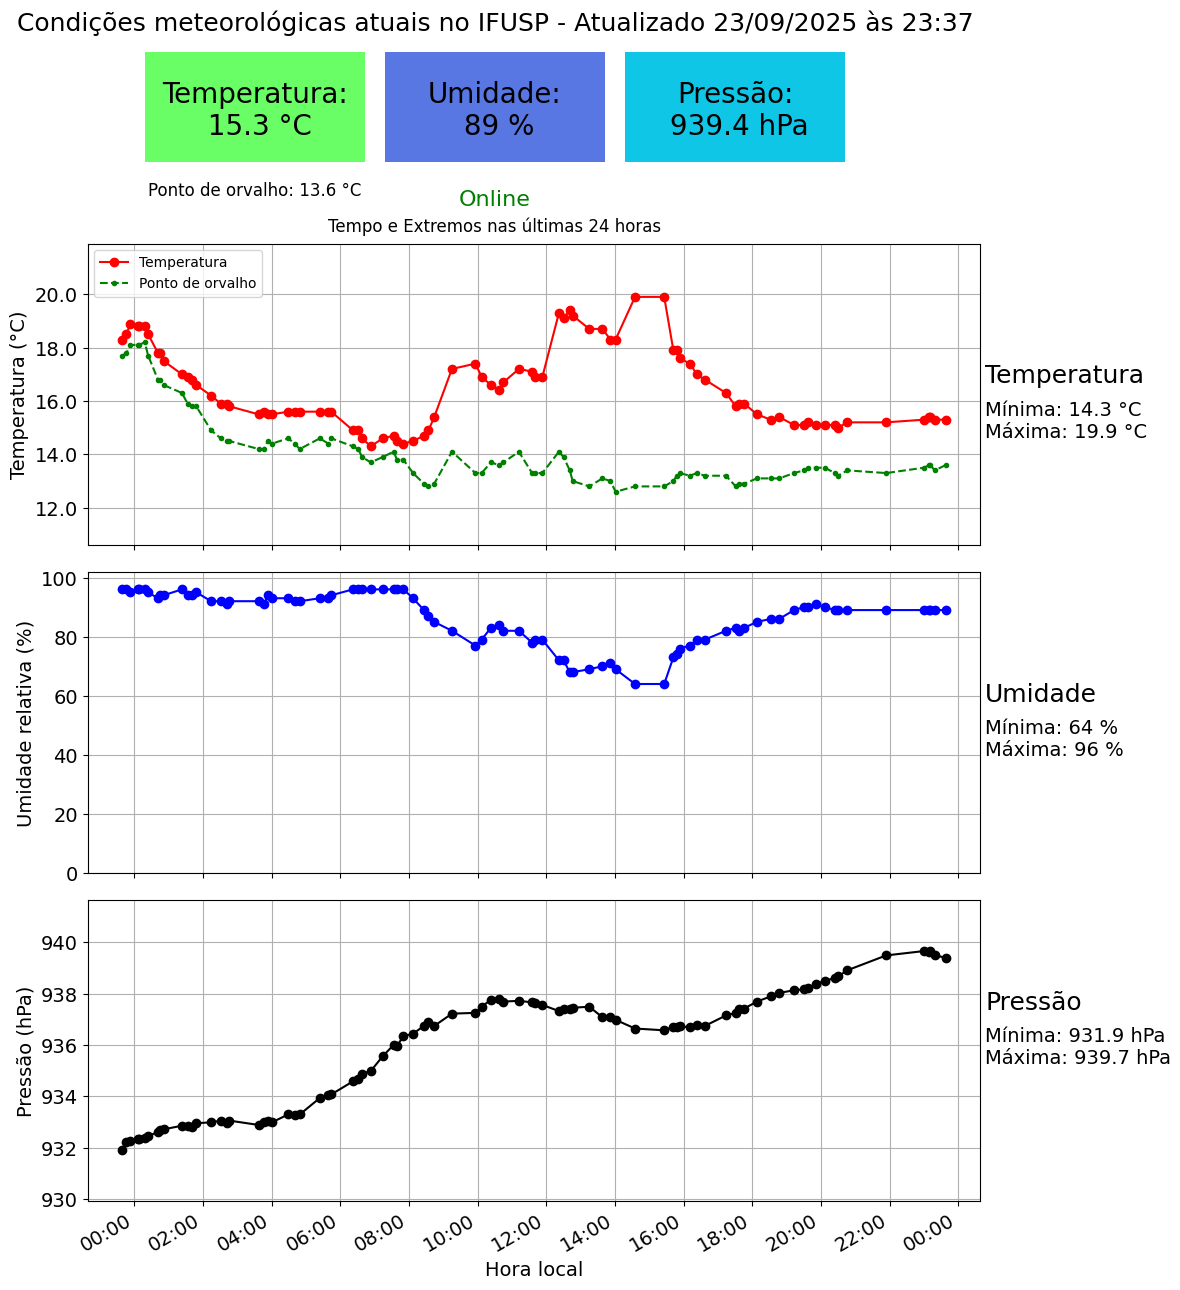 Condições meteorológicas atuais no IFUSP - Atualizado 23/09/2025 às 23:37
Temperatura:
15.3 °C
Umidade:
89 %
Pressão:
939.4 hPa
Ponto de orvalho: 13.6 °C
Online
Tempo e Extremos nas últimas 24 horas
Temperatura
Ponto de orvalho
Temperatura (°C)
20.0
18.0
16.0
14.0
12.0
Temperatura
Mínima: 14.3 °C
Máxima: 19.9 °C
Umidade relativa (%)
100
80
60
40
20
0
Umidade
Mínima: 64 %
Máxima: 96 %
Pressão (hPa)
940
938
936
934
932
930
Pressão
Mínima: 931.9 hPa
Máxima: 939.7 hPa
00:00 02:00 04:00 06:00 08:00 10:00 12:00 14:00 16:00 18:00 20:00 22:00 00:00
Hora local